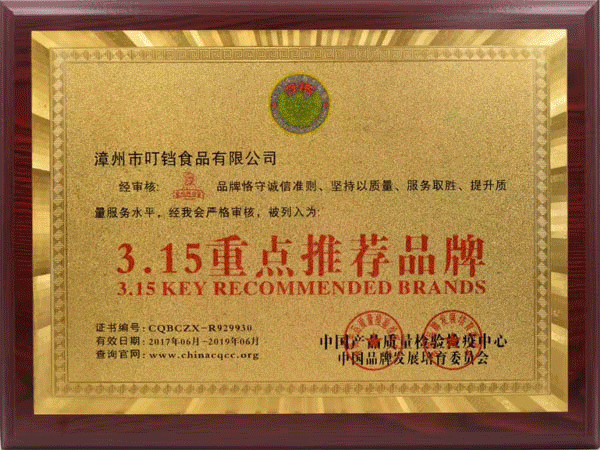 漳州市叮铛食品有限公司
经审核: 品牌恪守诚信准则、坚持以质量、服务取胜、提升质
量服务水平，经我会严格审核，被列入为:
3.15重点推荐品牌
3.15 KEY RECOMMENDED BRANDS
证书编号: CQBCZX-R929930
有效日期: 2017年06月-2019年06月
查询官网: www.chinacqcc.org
中国产品质量检验检疫中心
中国品牌发展培育委员会